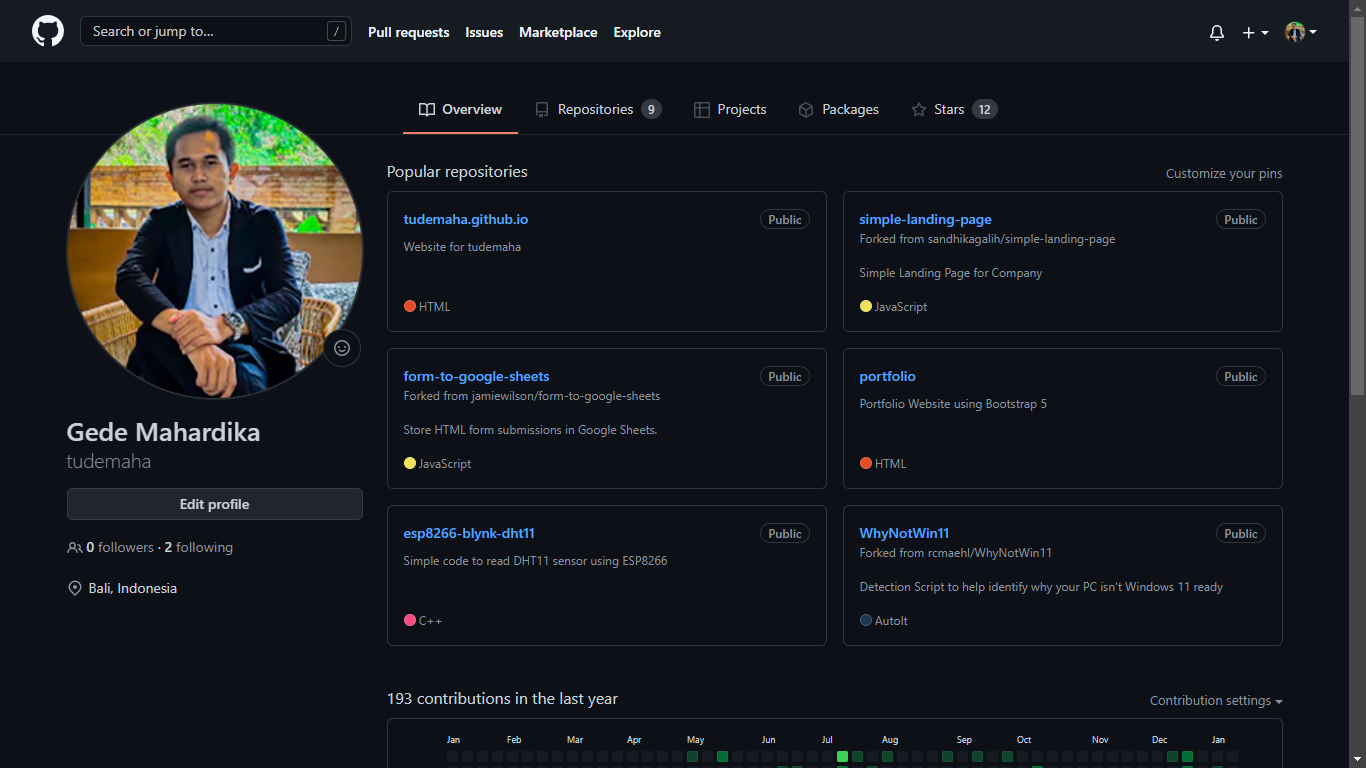 Search or jump to... /
Pull requests
Issues
Marketplace
Explore
Overview
Repositories 9
Projects
Packages
Stars 12
Gede Mahardika
tudemaha
Edit profile
0 followers · 2 following
Bali, Indonesia
Popular repositories
Customize your pins
tudemaha.github.io Public
Website for tudemaha
HTML
simple-landing-page Public
Forked from sandhikagalih/simple-landing-page
Simple Landing Page for Company
JavaScript
form-to-google-sheets Public
Forked from jamiewilson/form-to-google-sheets
Store HTML form submissions in Google Sheets.
JavaScript
portfolio Public
Portfolio Website using Bootstrap 5
HTML
esp8266-blynk-dht11 Public
Simple code to read DHT11 sensor using ESP8266
C++
WhyNotWin11 Public
Forked from rcmaehl/WhyNotWin11
Detection Script to help identify why your PC isn't Windows 11 ready
AutoIt
193 contributions in the last year
Contribution settings
Jan Feb Mar Apr May Jun Jul Aug Sep Oct Nov Dec Jan